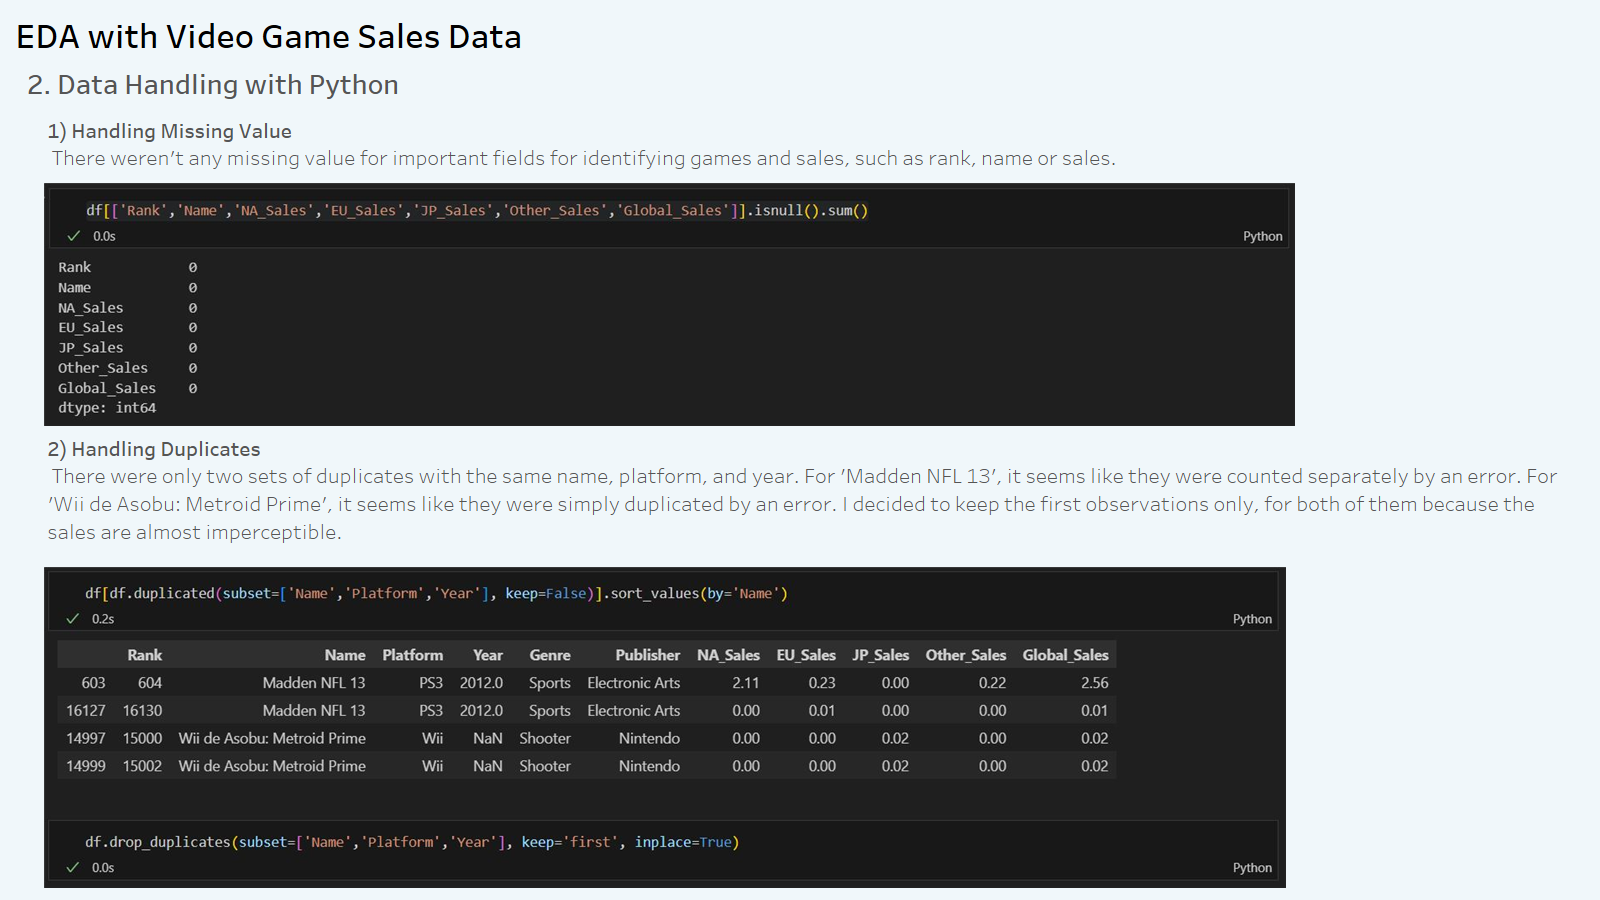 EDA with Video Game Sales Data
2. Data Handling with Python
1) Handling Missing Value
There weren't any missing value for important fields for identifying games and sales, such as rank, name or sales.
df[['Rank','Name','NA_Sales','EU_Sales','JP_Sales','Other_Sales','Global_Sales']].isnull().sum()
✓ 0.0s Python
Rank 0
Name 0
NA_Sales 0
EU_Sales 0
JP_Sales 0
Other_Sales 0
Global_Sales 0
dtype: int64
2) Handling Duplicates
There were only two sets of duplicates with the same name, platform, and year. For 'Madden NFL 13', it seems like they were counted separately by an error. For
'Wii de Asobu: Metroid Prime', it seems like they were simply duplicated by an error. I decided to keep the first observations only, for both of them because the
sales are almost imperceptible.
df[df.duplicated(subset=['Name','Platform','Year'], keep=False)].sort_values(by='Name')
✓ 0.2s Python
Rank Name Platform Year Genre Publisher NA_Sales EU_Sales JP_Sales Other_Sales Global_Sales
603 604 Madden NFL 13 PS3 2012.0 Sports Electronic Arts 2.11 0.23 0.00 0.22 2.56
16127 16130 Madden NFL 13 PS3 2012.0 Sports Electronic Arts 0.00 0.01 0.00 0.00 0.01
14997 15000 Wii de Asobu: Metroid Prime Wii NaN Shooter Nintendo 0.00 0.00 0.02 0.00 0.02
14999 15002 Wii de Asobu: Metroid Prime Wii NaN Shooter Nintendo 0.00 0.00 0.02 0.00 0.02
df.drop_duplicates(subset=['Name','Platform','Year'], keep='first', inplace=True)
✓ 0.0s Python